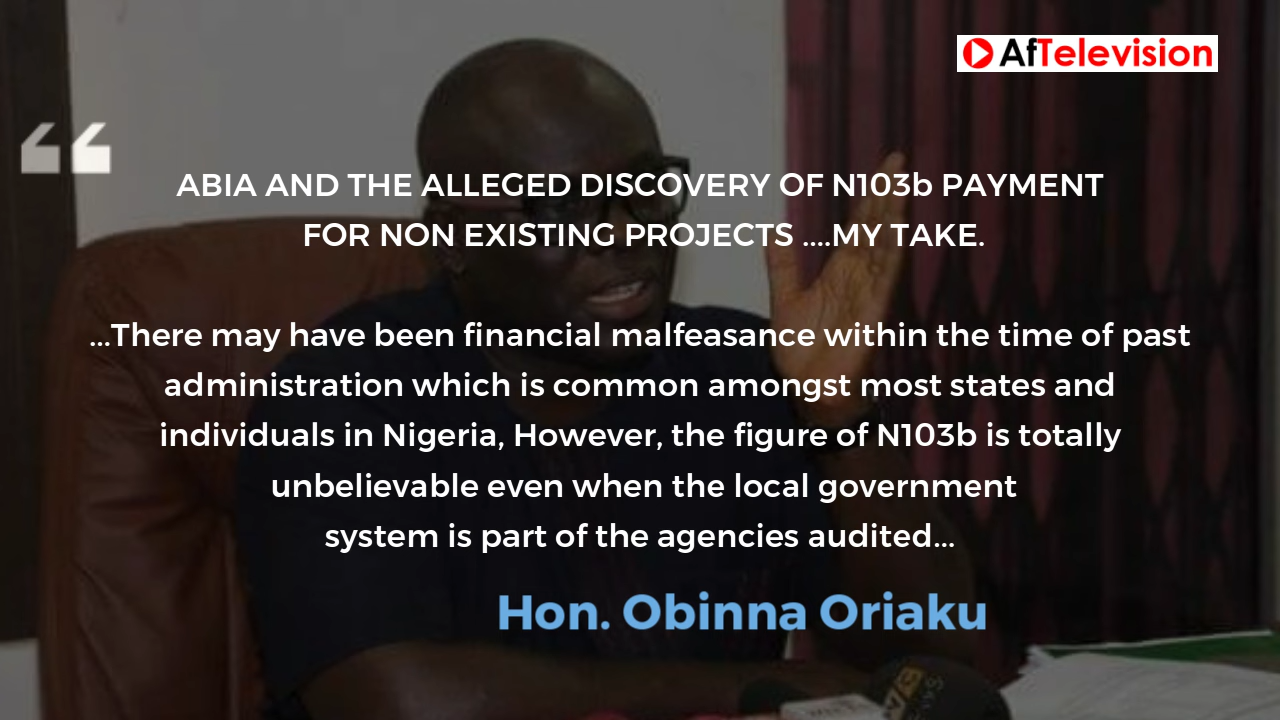 AfTelevision
ABIA AND THE ALLEGED DISCOVERY OF N103b PAYMENT
FOR NON EXISTING PROJECTS ....MY TAKE.
...There may have been financial malfeasance within the time of past
administration which is common amongst most states and
individuals in Nigeria, However, the figure of N103b is totally
unbelievable even when the local government
system is part of the agencies audited...
Hon. Obinna Oriaku